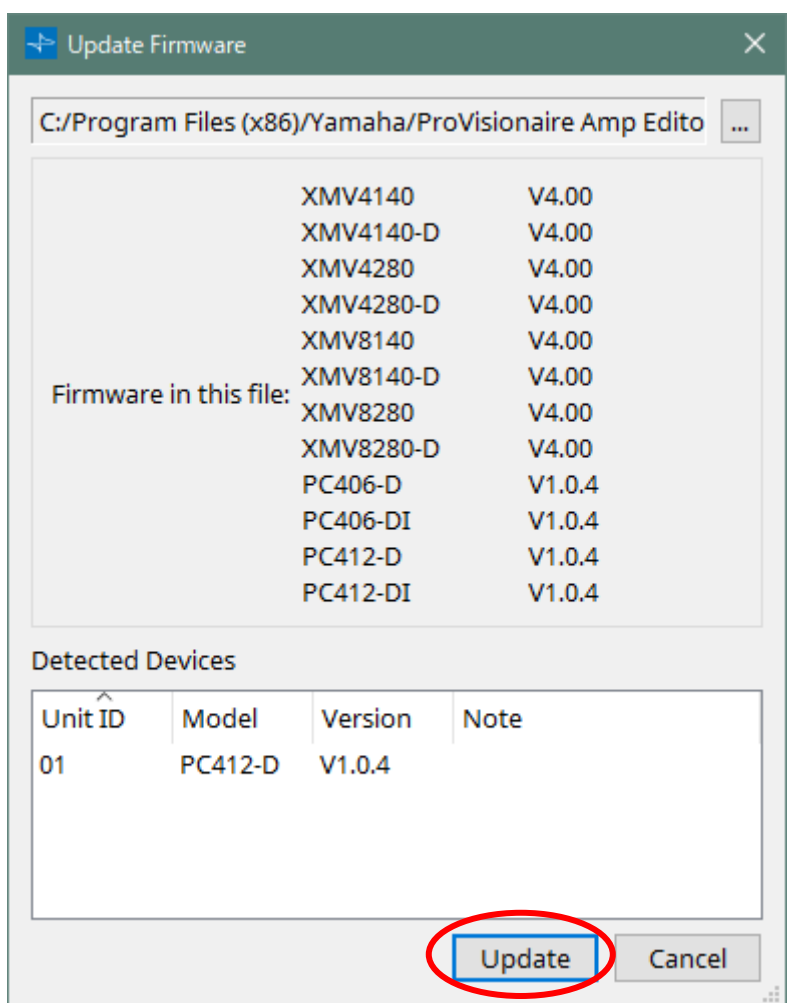 Update Firmware
C:/Program Files (x86)/Yamaha/ProVisionaire Amp Edito ...
Firmware in this file:
XMV4140 V4.00
XMV4140-D V4.00
XMV4280 V4.00
XMV4280-D V4.00
XMV8140 V4.00
XMV8140-D V4.00
XMV8280 V4.00
XMV8280-D V4.00
PC406-D V1.0.4
PC406-DI V1.0.4
PC412-D V1.0.4
PC412-DI V1.0.4
Detected Devices
Unit ID Model Version Note
01 PC412-D V1.0.4
Update Cancel